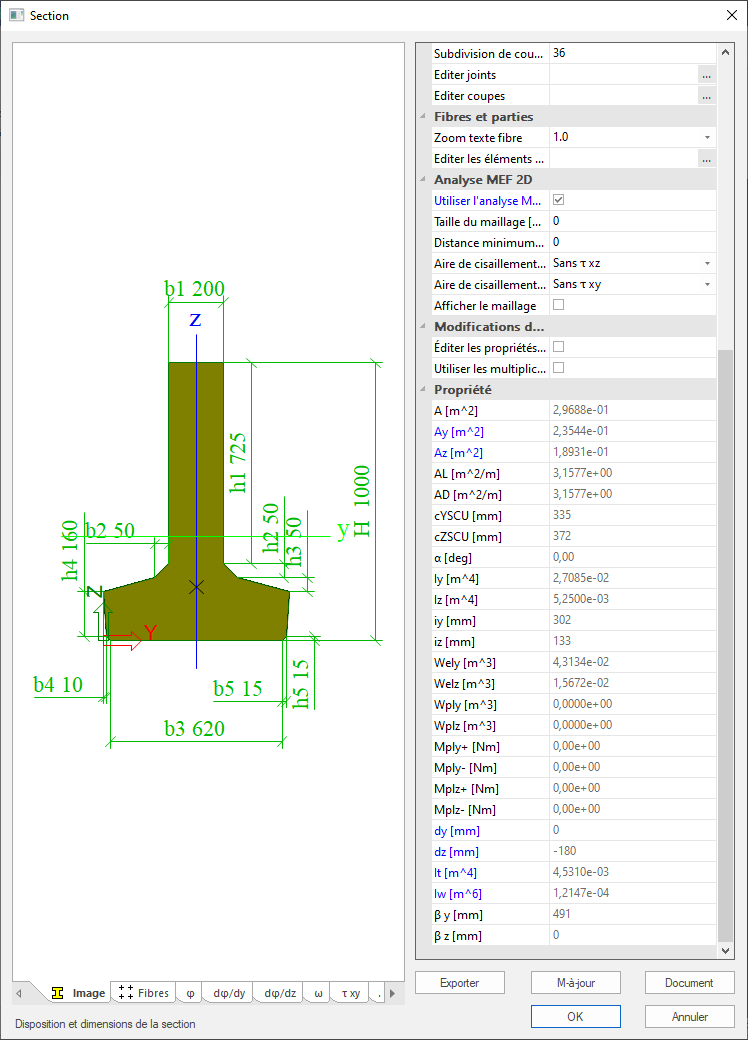 Section
b1 200
z
h1 725
H 1000
h2 50
h3 50
b2 50
y
h4 160
Z
Y
b4 10
b5 15
h5 15
b3 620
Image
Fibres
φ
dφ/dy
dφ/dz
ω
τ xy
.
Disposition et dimensions de la section
Subdivision de cou... 36
Editer joints ...
Editer coupes ...
Fibres et parties
Zoom texte fibre 1.0
Editer les éléments ... ...
Analyse MEF 2D
Utiliser l'analyse M...
Taille du maillage [... 0
Distance minimum... 0
Aire de cisaillement... Sans τ xz
Aire de cisaillement... Sans τ xy
Afficher le maillage
Modifications d...
Éditer les propriétés...
Utiliser les multiplic...
Propriété
A [m^2] 2,9688e-01
Ay [m^2] 2,3544e-01
Az [m^2] 1,8931e-01
AL [m^2/m] 3,1577e+00
AD [m^2/m] 3,1577e+00
cYSCU [mm] 335
cZSCU [mm] 372
α [deg] 0,00
Iy [m^4] 2,7085e-02
Iz [m^4] 5,2500e-03
iy [mm] 302
iz [mm] 133
Wely [m^3] 4,3134e-02
Welz [m^3] 1,5672e-02
Wply [m^3] 0,0000e+00
Wplz [m^3] 0,0000e+00
Mply+ [Nm] 0,00e+00
Mply- [Nm] 0,00e+00
Mplz+ [Nm] 0,00e+00
Mplz- [Nm] 0,00e+00
dy [mm] 0
dz [mm] -180
It [m^4] 4,5310e-03
Iw [m^6] 1,2147e-04
β y [mm] 491
β z [mm] 0
Exporter
M-à-jour
Document
OK
Annuler